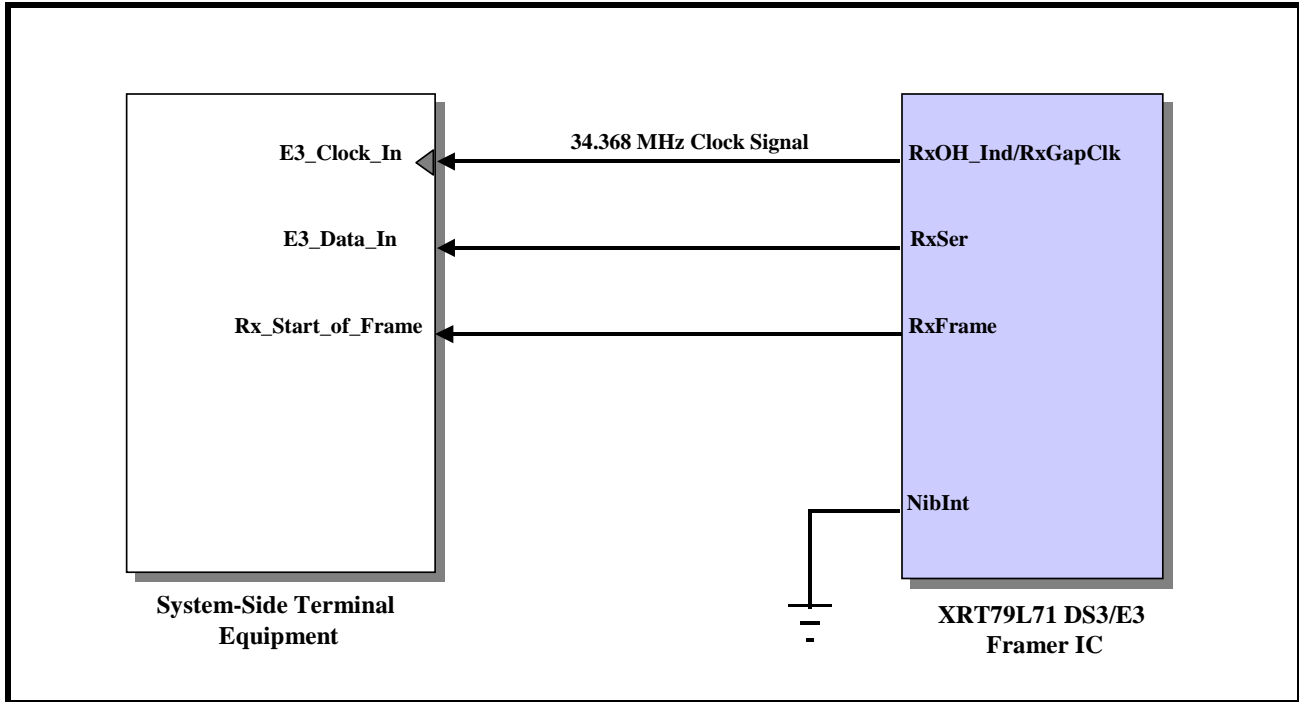 34.368 MHz Clock Signal
E3_Clock_In
RxOH_Ind/RxGapClk
E3_Data_In
RxSer
Rx_Start_of_Frame
RxFrame
NibInt
System-Side Terminal
Equipment
XRT79L71 DS3/E3
Framer IC